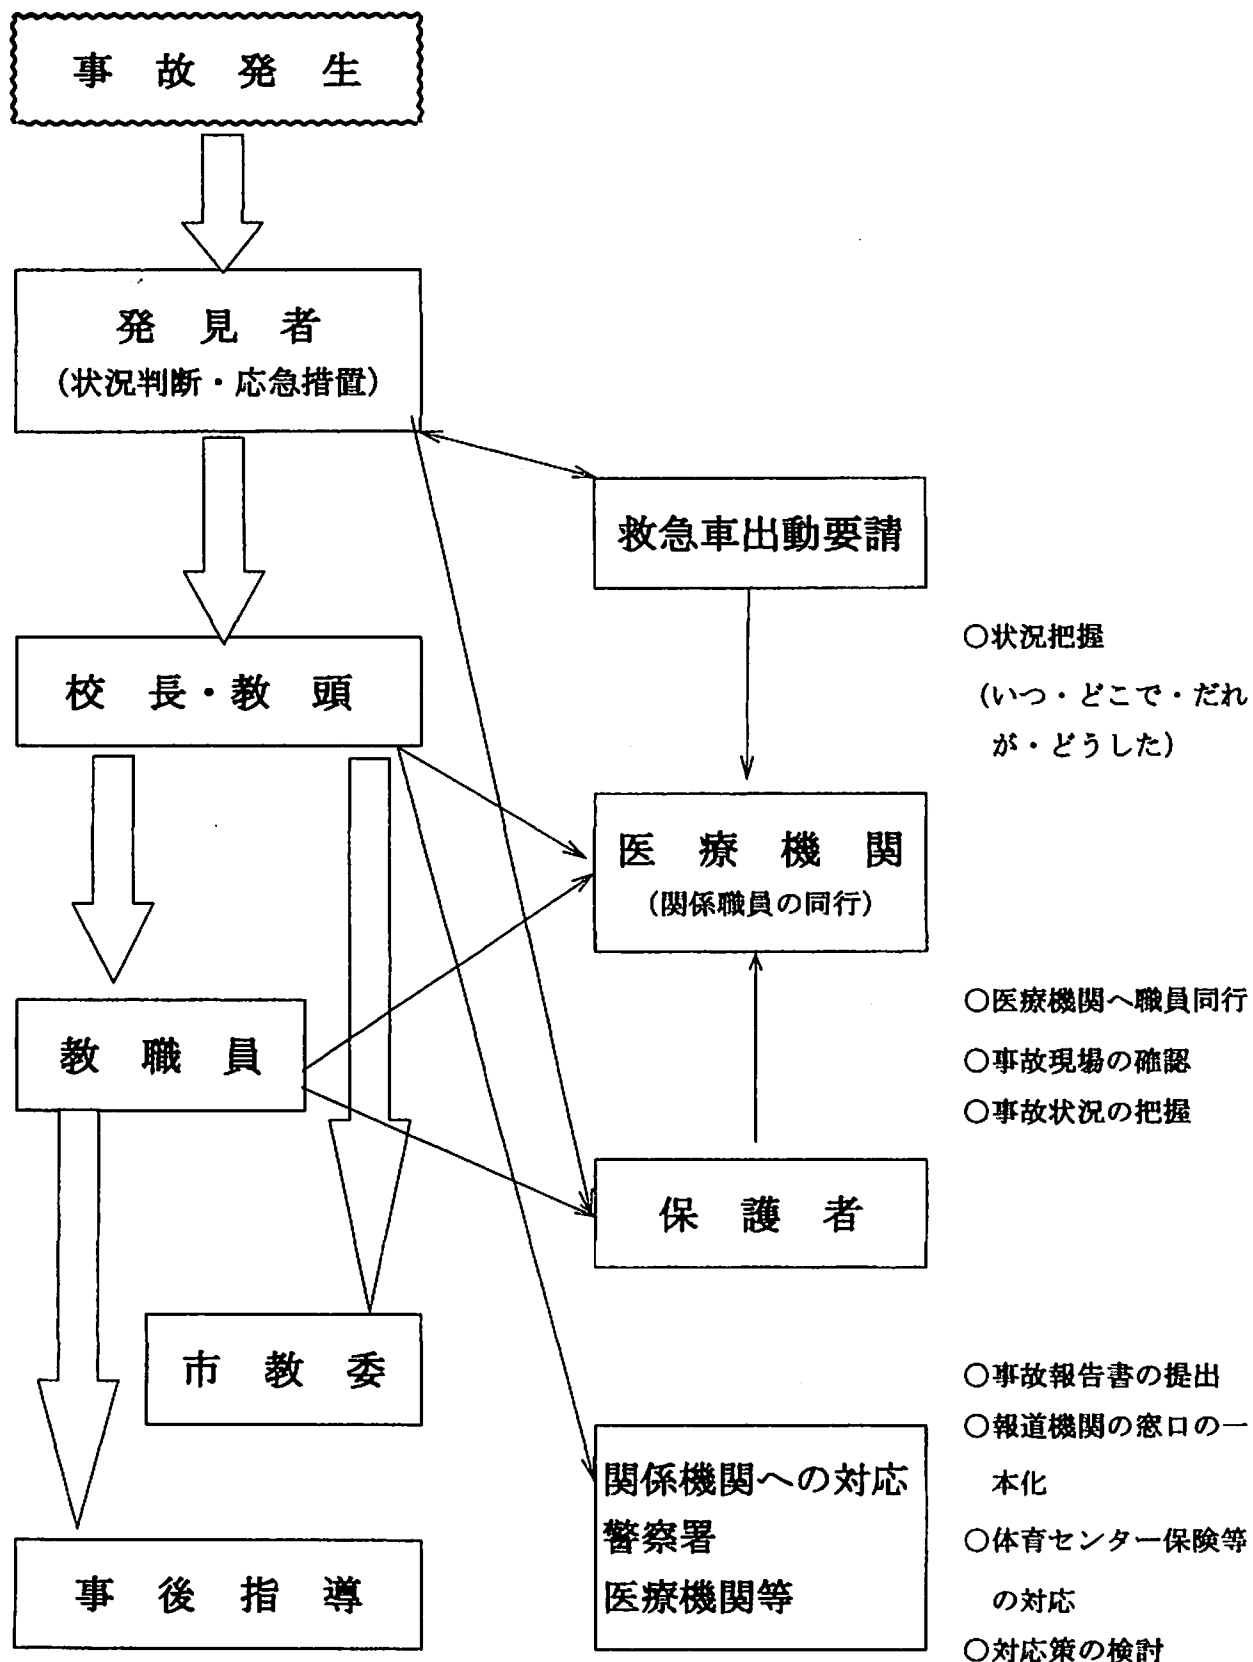 事故発生
発見者
(状況判断・応急措置)
救急車出動要請
○状況把握
(いつ・どこで・だれ
が・どうした)
校長・教頭
医療機関
(関係職員の同行)
○医療機関へ職員同行
○事故現場の確認
○事故状況の把握
教職員
保護者
市教委
○事故報告書の提出
○報道機関の窓口の一
本化
○体育センター保険等
の対応
○対応策の検討
関係機関への対応
警察署
医療機関等
事後指導